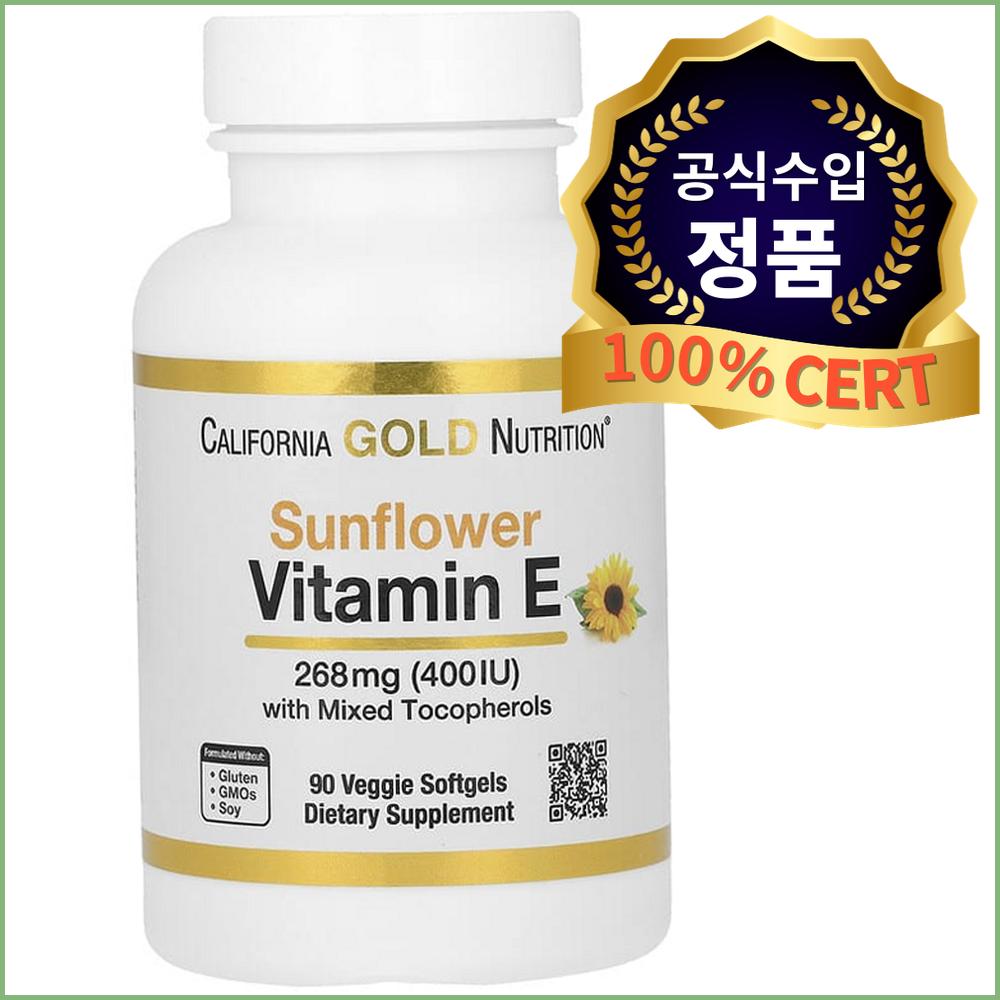 공식수입
정품
100% CERT
CALIFORNIA GOLD NUTRITION®
Sunflower
Vitamin E
268mg (400IU)
with Mixed Tocopherols
Formulated Without:
• Gluten
• GMOs
• Soy
90 Veggie Softgels
Dietary Supplement